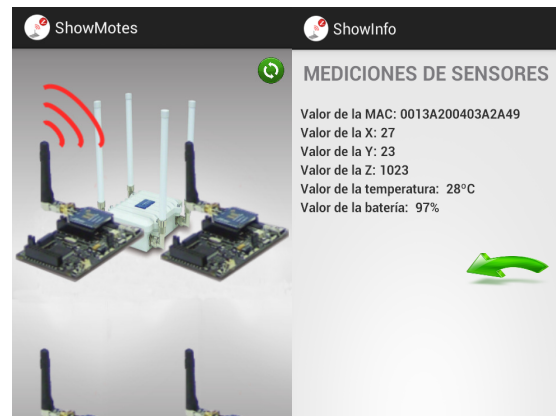 ShowMotes
ShowInfo
MEDICIONES DE SENSORES
Valor de la MAC: 0013A200403A2A49
Valor de la X: 27
Valor de la Y: 23
Valor de la Z: 1023
Valor de la temperatura: 28ºC
Valor de la batería: 97%